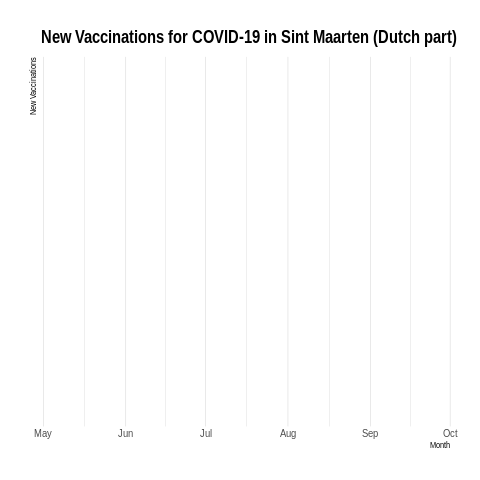 New Vaccinations for COVID-19 in Sint Maarten (Dutch part)
New Vaccinations
May Jun Jul Aug Sep Oct
Month